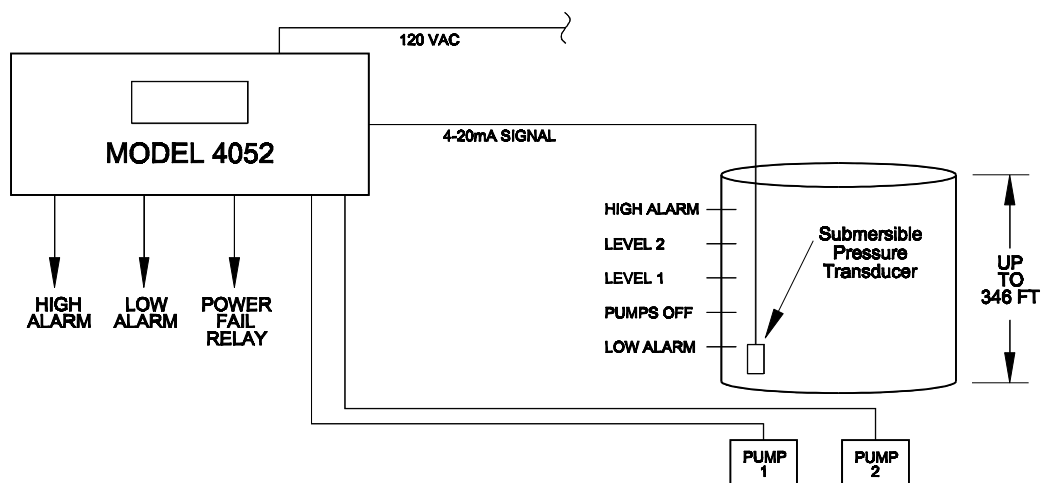 120 VAC
MODEL 4052
4-20mA SIGNAL
HIGH ALARM
LEVEL 2
LEVEL 1
PUMPS OFF
LOW ALARM
Submersible
Pressure
Transducer
UP
TO
346 FT
HIGH
ALARM
LOW
ALARM
POWER
FAIL
RELAY
PUMP
1
PUMP
2